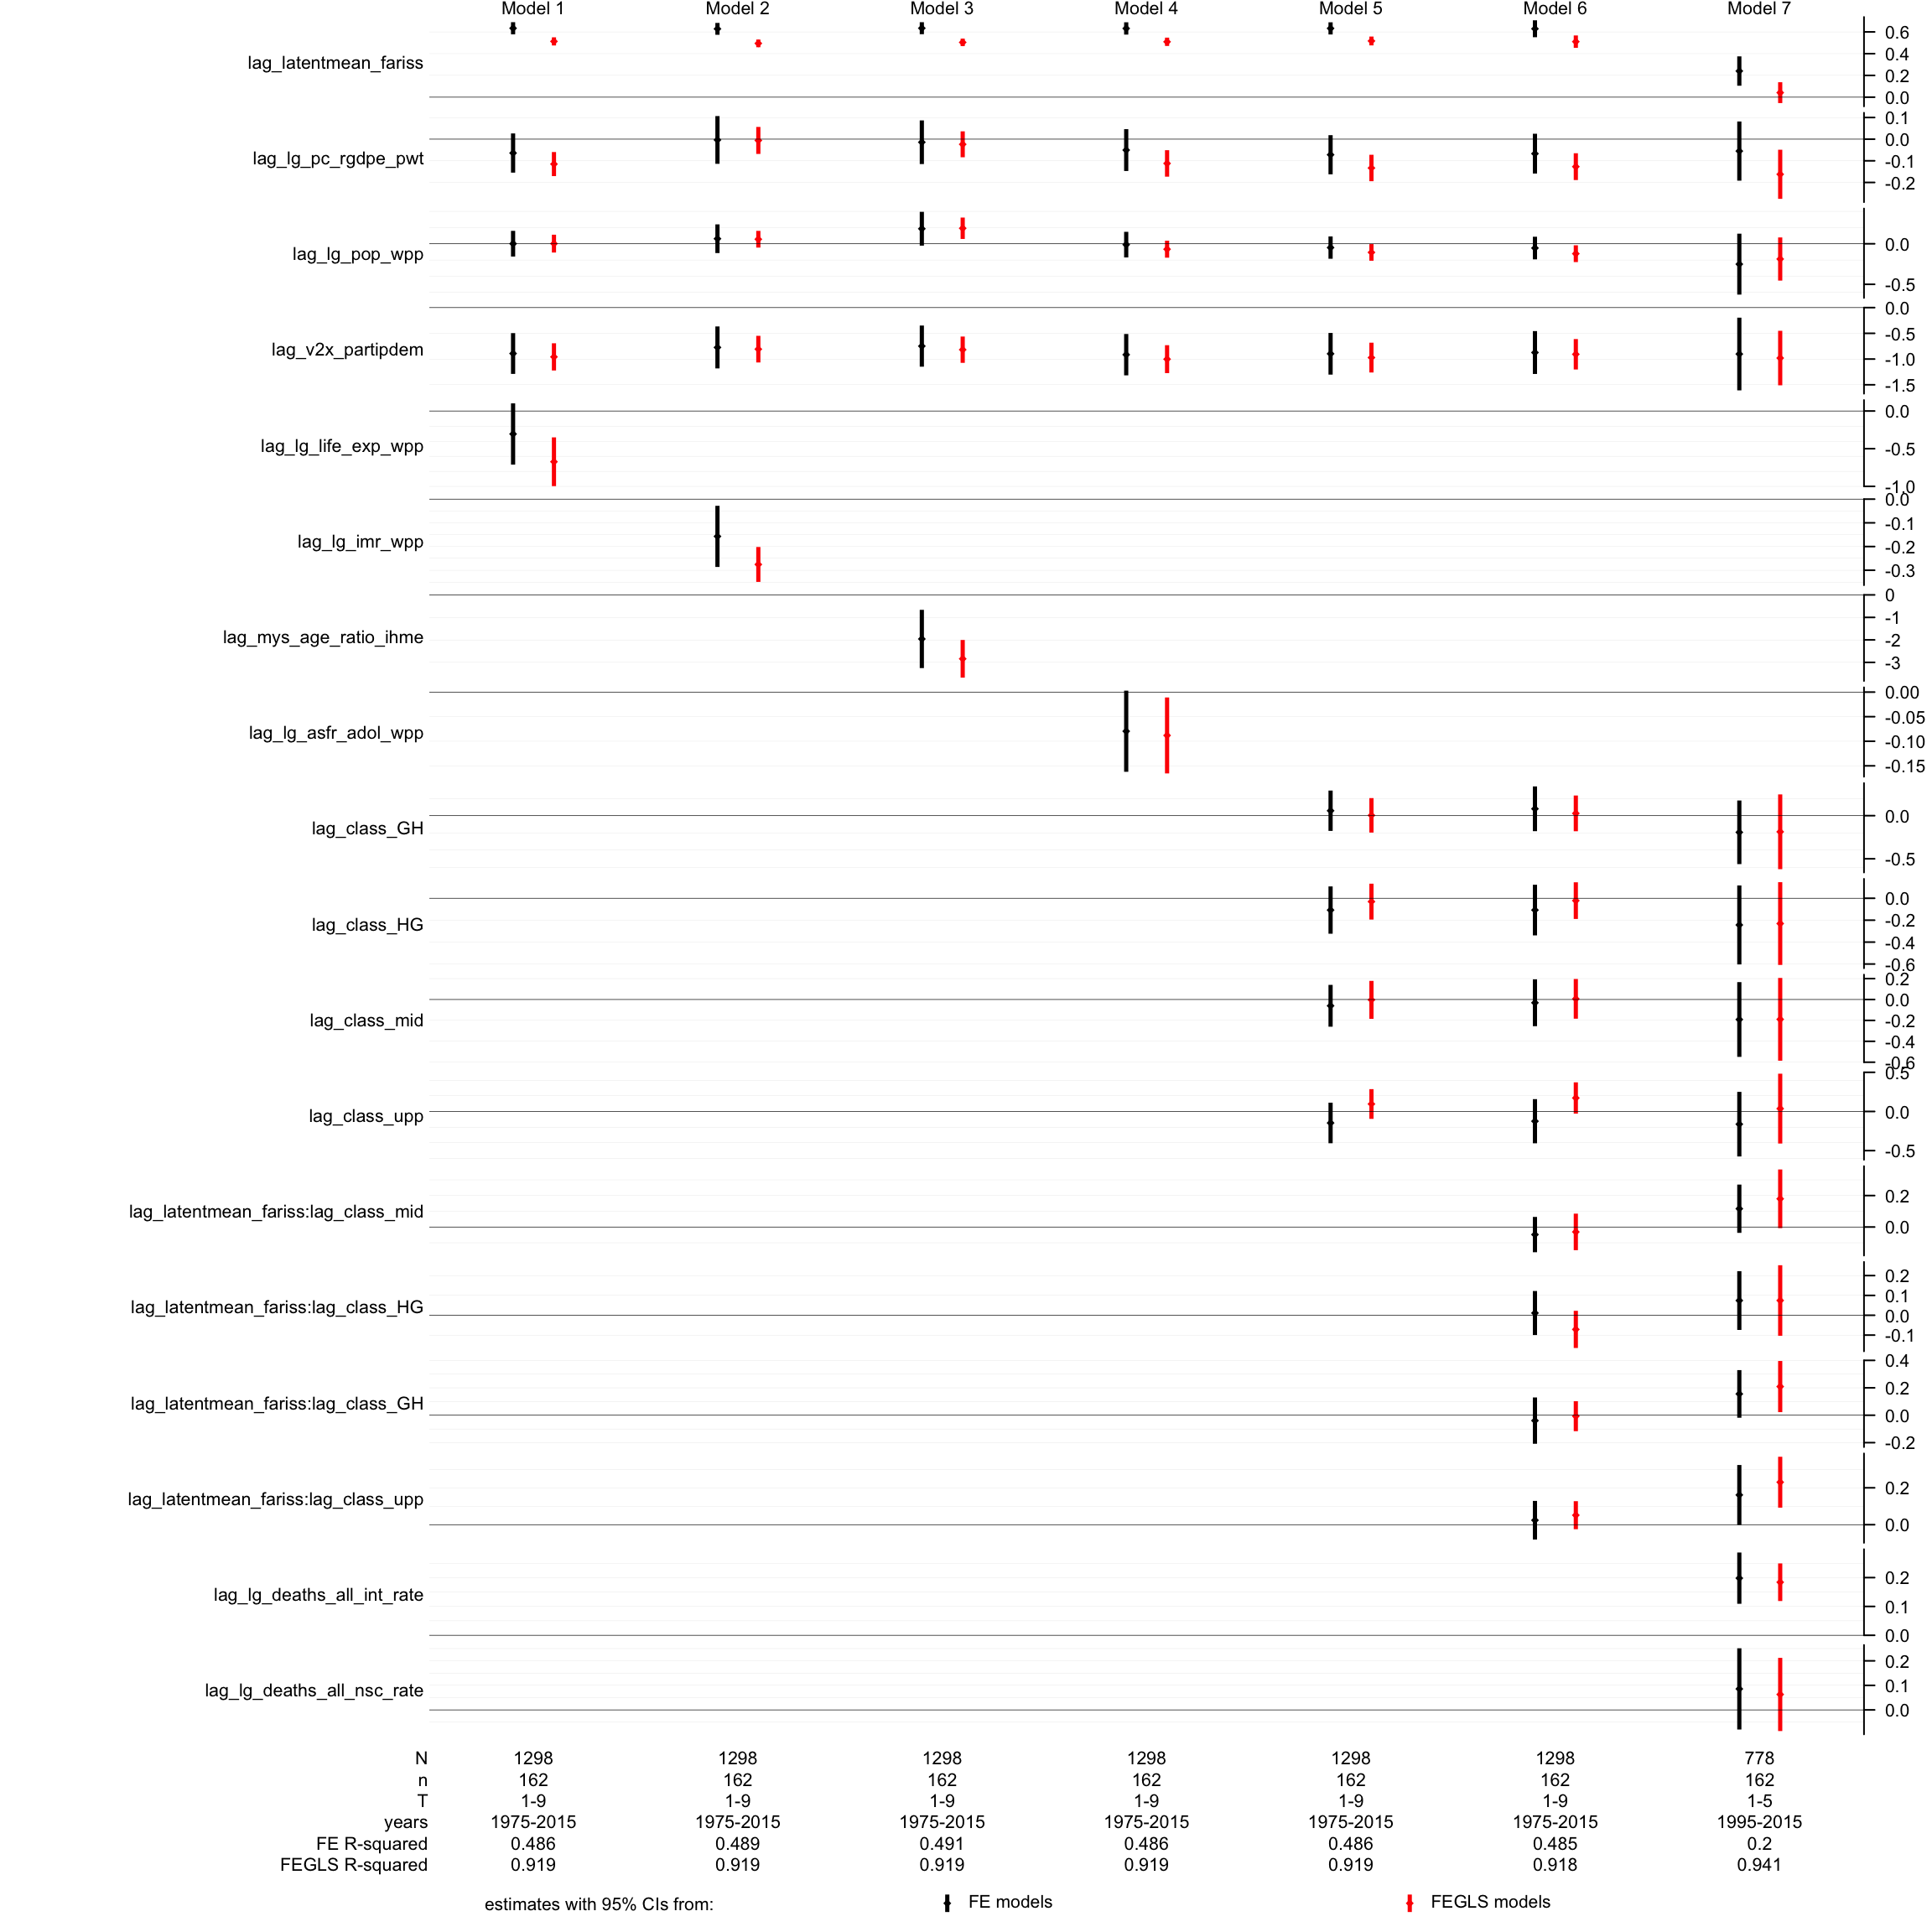 Model 1 Model 2 Model 3 Model 4 Model 5 Model 6 Model 7
lag_latentmean_fariss
0.6
0.4
0.2
0.0
lag_lg_pc_rgdpe_pwt
0.1
0.0
-0.1
-0.2
lag_lg_pop_wpp
0.0
-0.5
lag_v2x_partipdem
0.0
-0.5
-1.0
-1.5
lag_lg_life_exp_wpp
0.0
-0.5
-1.0
lag_lg_imr_wpp
0.0
-0.1
-0.2
-0.3
lag_mys_age_ratio_ihme
0
-1
-2
-3
lag_lg_asfr_adol_wpp
0.00
-0.05
-0.10
-0.15
lag_class_GH
0.0
-0.5
lag_class_HG
0.0
-0.2
-0.4
-0.6
lag_class_mid
0.2
0.0
-0.2
-0.4
-0.6
lag_class_upp
0.5
0.0
-0.5
lag_latentmean_fariss:lag_class_mid
0.2
0.0
lag_latentmean_fariss:lag_class_HG
0.2
0.1
0.0
-0.1
lag_latentmean_fariss:lag_class_GH
0.4
0.2
0.0
-0.2
lag_latentmean_fariss:lag_class_upp
0.2
0.0
lag_lg_deaths_all_int_rate
0.2
0.1
0.0
lag_lg_deaths_all_nsc_rate
0.2
0.1
0.0
N 1298 1298 1298 1298 1298 1298 778
n 162 162 162 162 162 162 162
T 1-9 1-9 1-9 1-9 1-9 1-9 1-5
years 1975-2015 1975-2015 1975-2015 1975-2015 1975-2015 1975-2015 1995-2015
FE R-squared 0.486 0.489 0.491 0.486 0.486 0.485 0.2
FEGLS R-squared 0.919 0.919 0.919 0.919 0.919 0.918 0.941
estimates with 95% CIs from: FE models FEGLS models